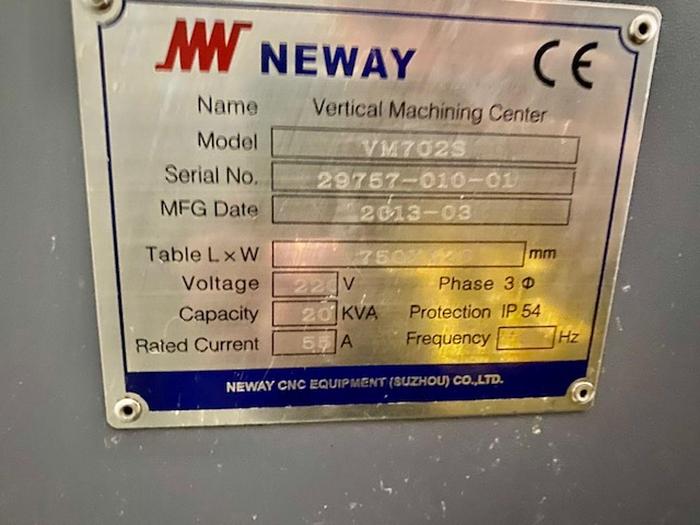 NEWAY CE
Name Vertical Machining Center
Model VM702S
Serial No. 29757-010-01
MFG Date 2013-03
Table L x W mm
Voltage 220 V Phase 3 Φ
Capacity 20 KVA Protection IP 54
Rated Current 55 A Frequency Hz
NEWAY CNC EQUIPMENT (SUZHOU) CO.,LTD.